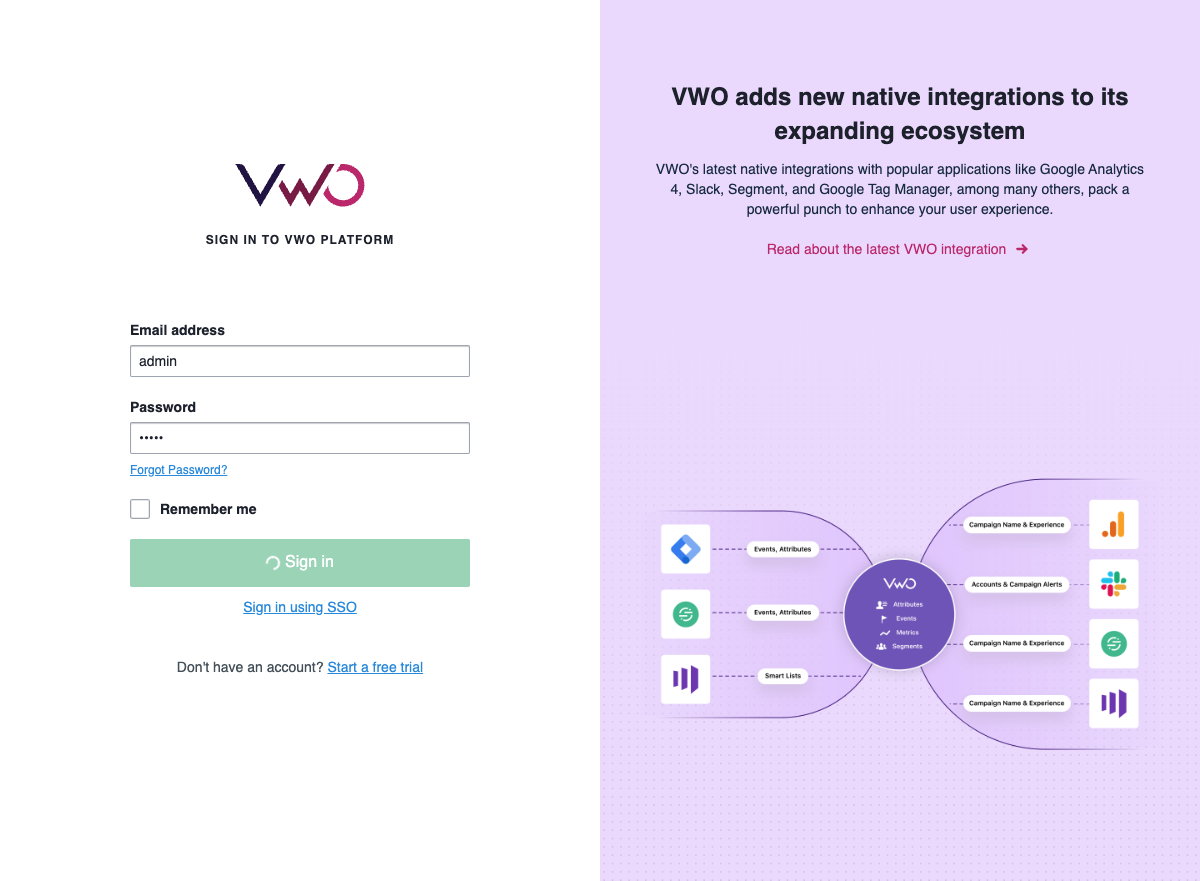 VWO
SIGN IN TO VWO PLATFORM
Email address
admin
Password
•••••
Forgot Password?
Remember me
Sign in
Sign in using SSO
Don't have an account? Start a free trial
VWO adds new native integrations to its
expanding ecosystem
VWO's latest native integrations with popular applications like Google Analytics
4, Slack, Segment, and Google Tag Manager, among many others, pack a
powerful punch to enhance your user experience.
Read about the latest VWO integration →
Events, Attributes
Events, Attributes
Smart Lists
VWO
Attributes
Events
Metrics
Segments
Campaign Name & Experience
Accounts & Campaign Alerts
Campaign Name & Experience
Campaign Name & Experience